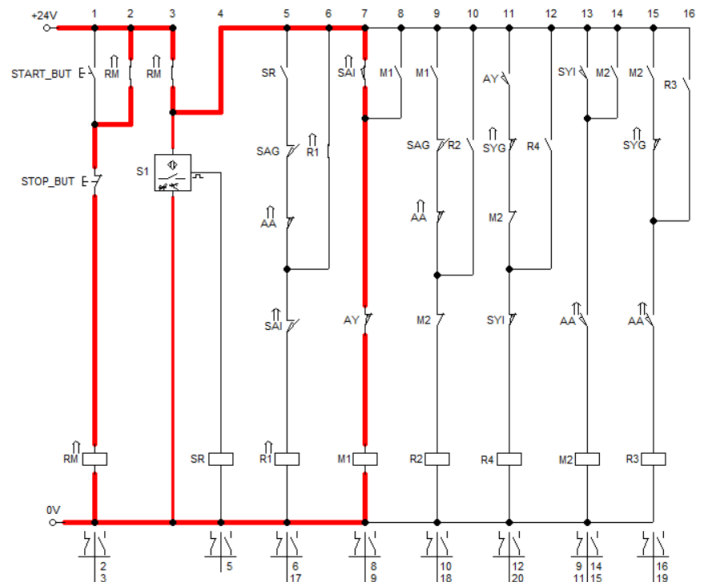 +24V
1 2 3 4 5 6 7 8 9 10 11 12 13 14 15 16
START_BUT RM RM SR SAI M1 M1 AY SYI M2 M2 R3
SAG R1 SAG R2 SYG R4 SYG
STOP_BUT S1
AA AA M2
SAI AY M2 SYI AA AA
RM SR R1 M1 R2 R4 M2 R3
0V
2 5 6 8 10 12 9 14 16
3 17 9 18 20 11 15 19